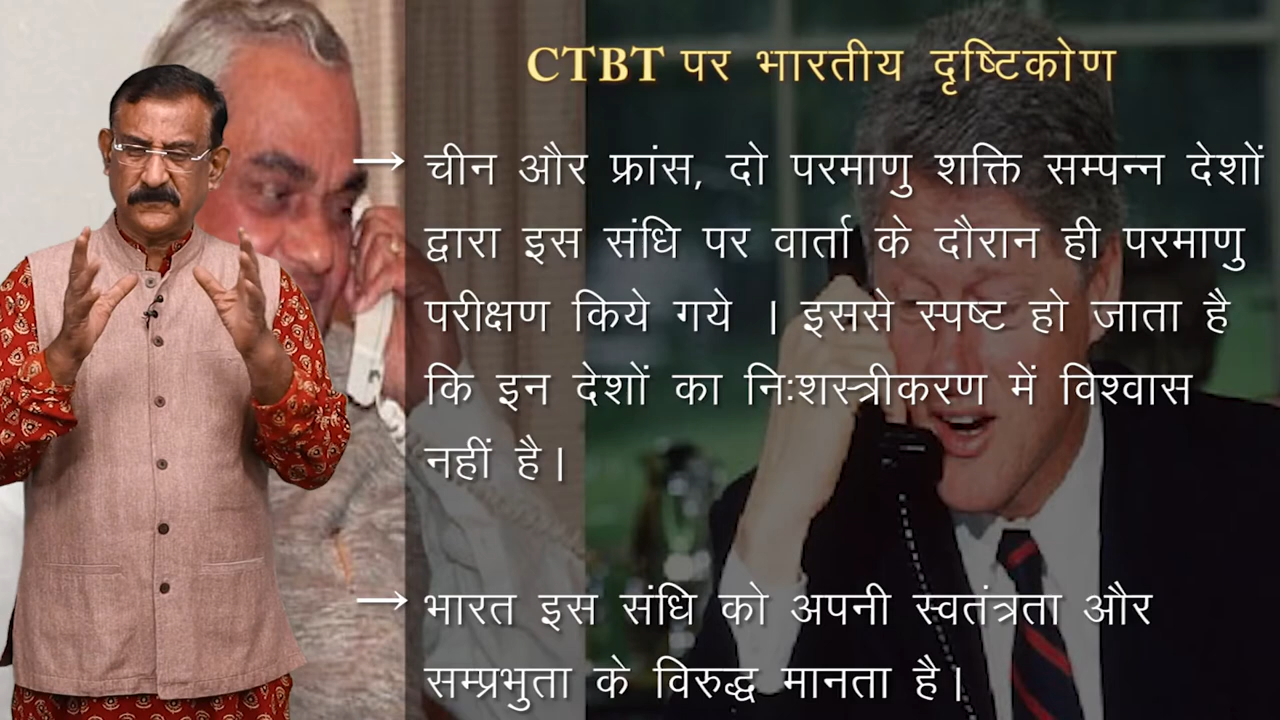 CTBT पर भारतीय दृष्टिकोण
→ चीन और फ्रांस, दो परमाणु शक्ति सम्पन्न देशों
द्वारा इस संधि पर वार्ता के दौरान ही परमाणु
परीक्षण किये गये । इससे स्पष्ट हो जाता है
कि इन देशों का निःशस्त्रीकरण में विश्वास
नहीं है।
→ भारत इस संधि को अपनी स्वतंत्रता और
सम्प्रभुता के विरुद्ध मानता है।